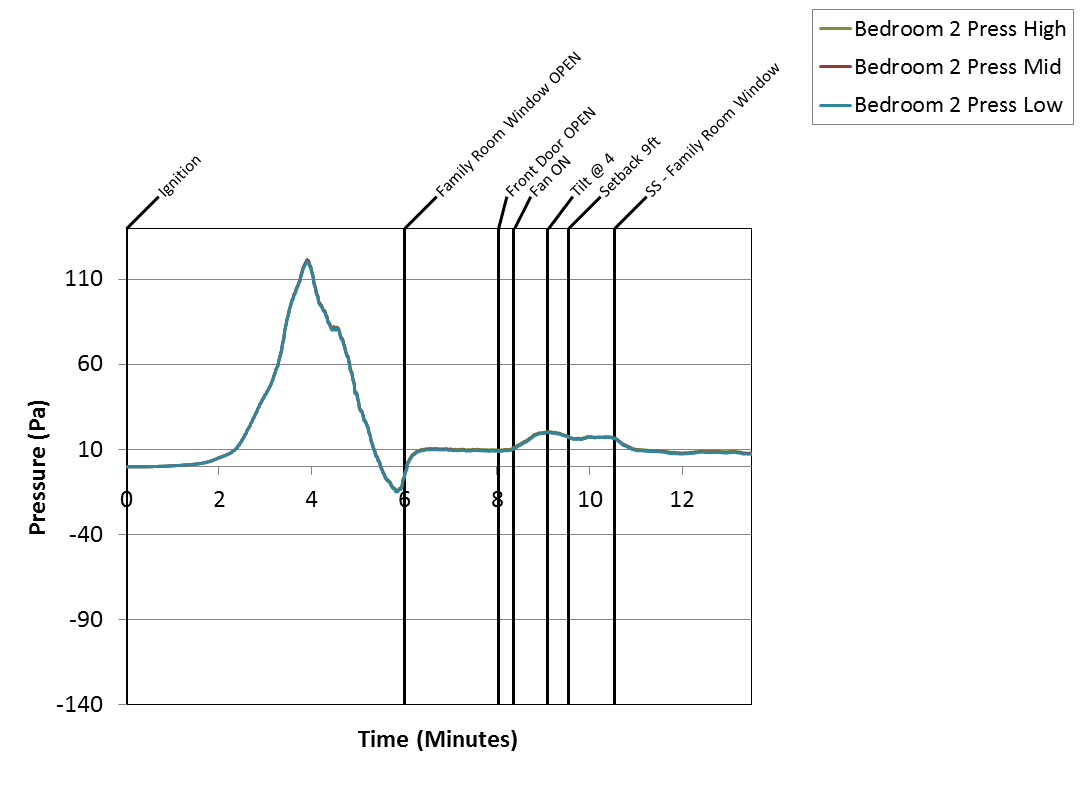 Bedroom 2 Press High
Bedroom 2 Press Mid
Bedroom 2 Press Low
Ignition
Family Room Window OPEN
Front Door OPEN
Fan ON
Tilt @ 4
Setback 9ft
SS - Family Room Window
110
60
10
-40
-90
-140
0 2 4 6 8 10 12
Pressure (Pa)
Time (Minutes)